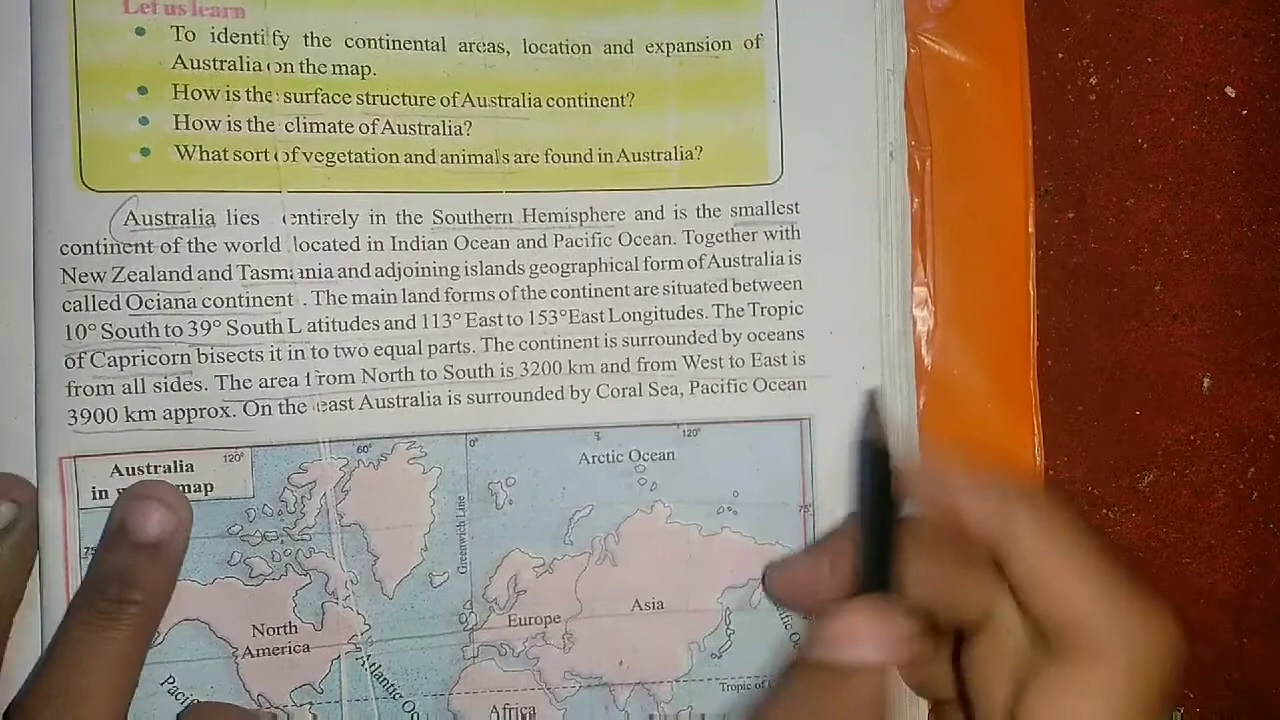 Let us learn
• To identify the continental areas, location and expansion of
Australia on the map.
• How is the surface structure of Australia continent?
• How is the climate of Australia?
• What sort of vegetation and animals are found in Australia?
Australia lies entirely in the Southern Hemisphere and is the smallest
continent of the world located in Indian Ocean and Pacific Ocean. Together with
New Zealand and Tasmania and adjoining islands geographical form of Australia is
called Ociana continent . The main land forms of the continent are situated between
10° South to 39° South L atitudes and 113° East to 153°East Longitudes. The Tropic
of Capricorn bisects it in to two equal parts. The continent is surrounded by oceans
from all sides. The area from North to South is 3200 km and from West to East is
3900 km approx. On the east Australia is surrounded by Coral Sea, Pacific Ocean
Australia
in map
120°
60°
0°
120°
Arctic Ocean
75
75°
Greenwich Line
Europe
Asia
North
America
Atlantic O
Pacif
Tropic of
Africa